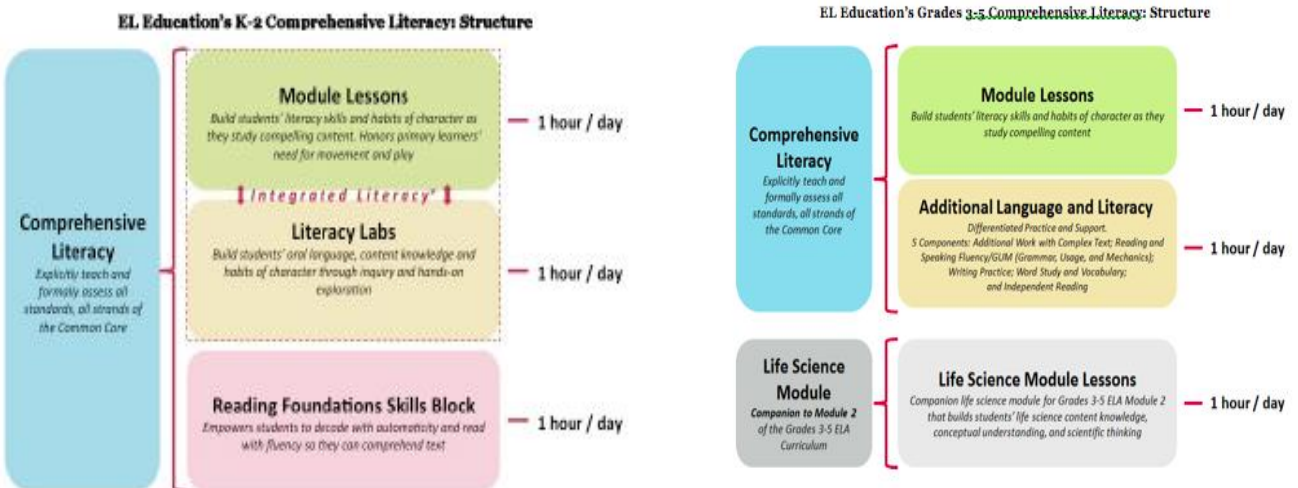 EL Education's K-2 Comprehensive Literacy: Structure
Comprehensive
Literacy
Explicitly teach and
formally assess all
standards, all strands of
the Common Core
Module Lessons
Build students' literacy skills and habits of character as
they study compelling content. Honors primary learners'
need for movement and play
1 hour / day
Integrated Literacy*
Literacy Labs
Build students' oral language, content knowledge and
habits of character through inquiry and hands-on
exploration
1 hour / day
Reading Foundations Skills Block
Empowers students to decode with automaticity and read
with fluency so they can comprehend text
1 hour / day
EL Education's Grades 3-5 Comprehensive Literacy: Structure
Comprehensive
Literacy
Explicitly teach and
formally assess all
standards, all strands of
the Common Core
Module Lessons
Build students' literacy skills and habits of character as they
study compelling content
1 hour / day
Additional Language and Literacy
Differentiated Practice and Support.
5 Components: Additional Work with Complex Text; Reading and
Speaking Fluency/GUM (Grammar, Usage, and Mechanics);
Writing Practice; Word Study and Vocabulary;
and Independent Reading
1 hour / day
Life Science
Module
Companion to Module 2
of the Grades 3-5 ELA
Curriculum
Life Science Module Lessons
Companion life science module for Grades 3-5 ELA Module 2
that builds students' life science content knowledge,
conceptual understanding, and scientific thinking
1 hour / day